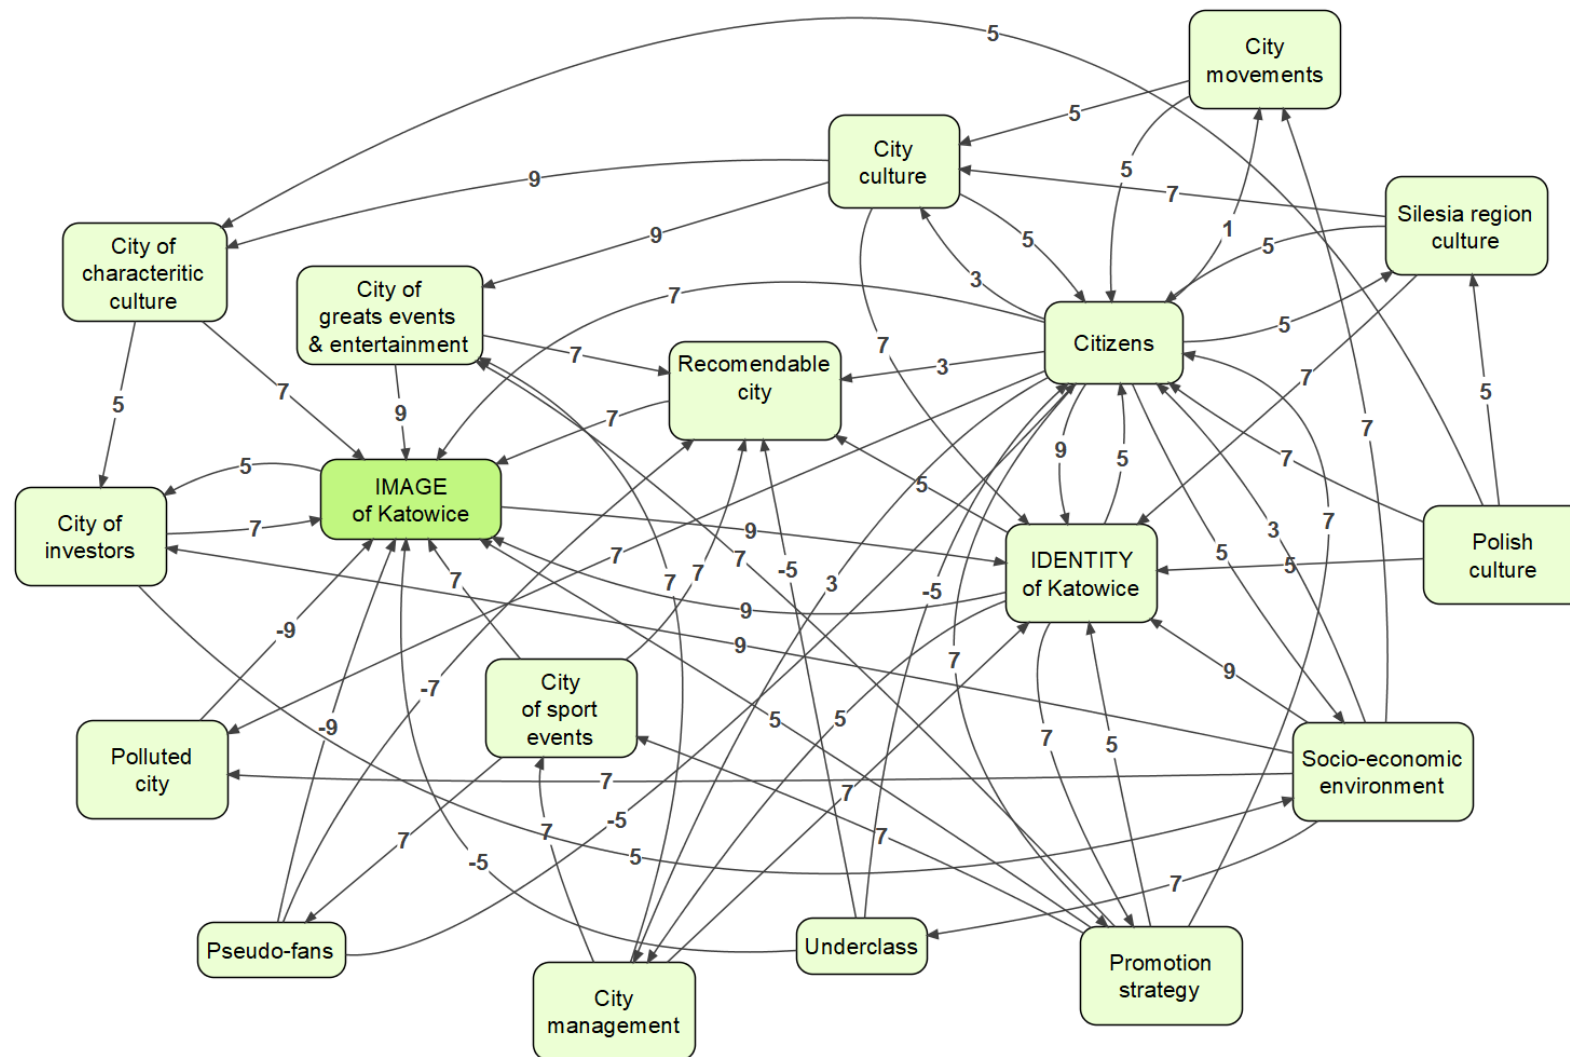 5
City
movements
5
City
culture
5
9
7
Silesia region
culture
9
5
1
5
City of
characteritic
culture
3
City of
greats events
& entertainment
7
5
Citizens
7
7
Recomendable
city
3
7
5
7
5
9
7
5
9
5
7
7
IMAGE
of Katowice
5
5
City of
investors
7
9
7
7
3
Polish
culture
IDENTITY
of Katowice
5
7
7
7
-5
3
-5
9
-9
9
9
7
City
of sport
events
-7
5
5
7
5
Polluted
city
-9
Socio-economic
environment
7
7
-5
7
7
7
5
-5
7
Pseudo-fans
Underclass
Promotion
strategy
City
management